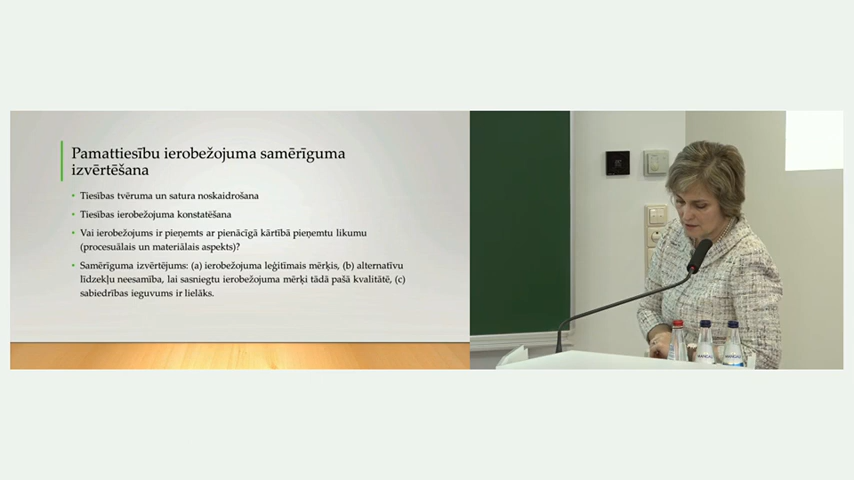 Pamattiesību ierobežojuma samērīguma
izvērtēšana
• Tiesības tvēruma un satura noskaidrošana
• Tiesības ierobežojuma konstatēšana
• Vai ierobežojums ir pieņemts ar pienācīgā kārtībā pieņemtu likumu
(procesuālais un materiālais aspekts)?
• Samērīguma izvērtējums: (a) ierobežojuma leģitīmais mērķis, (b) alternatīvu
līdzekļu neesamība, lai sasniegtu ierobežojuma mērķi tādā pašā kvalitātē, (c)
sabiedrības ieguvums ir lielāks.